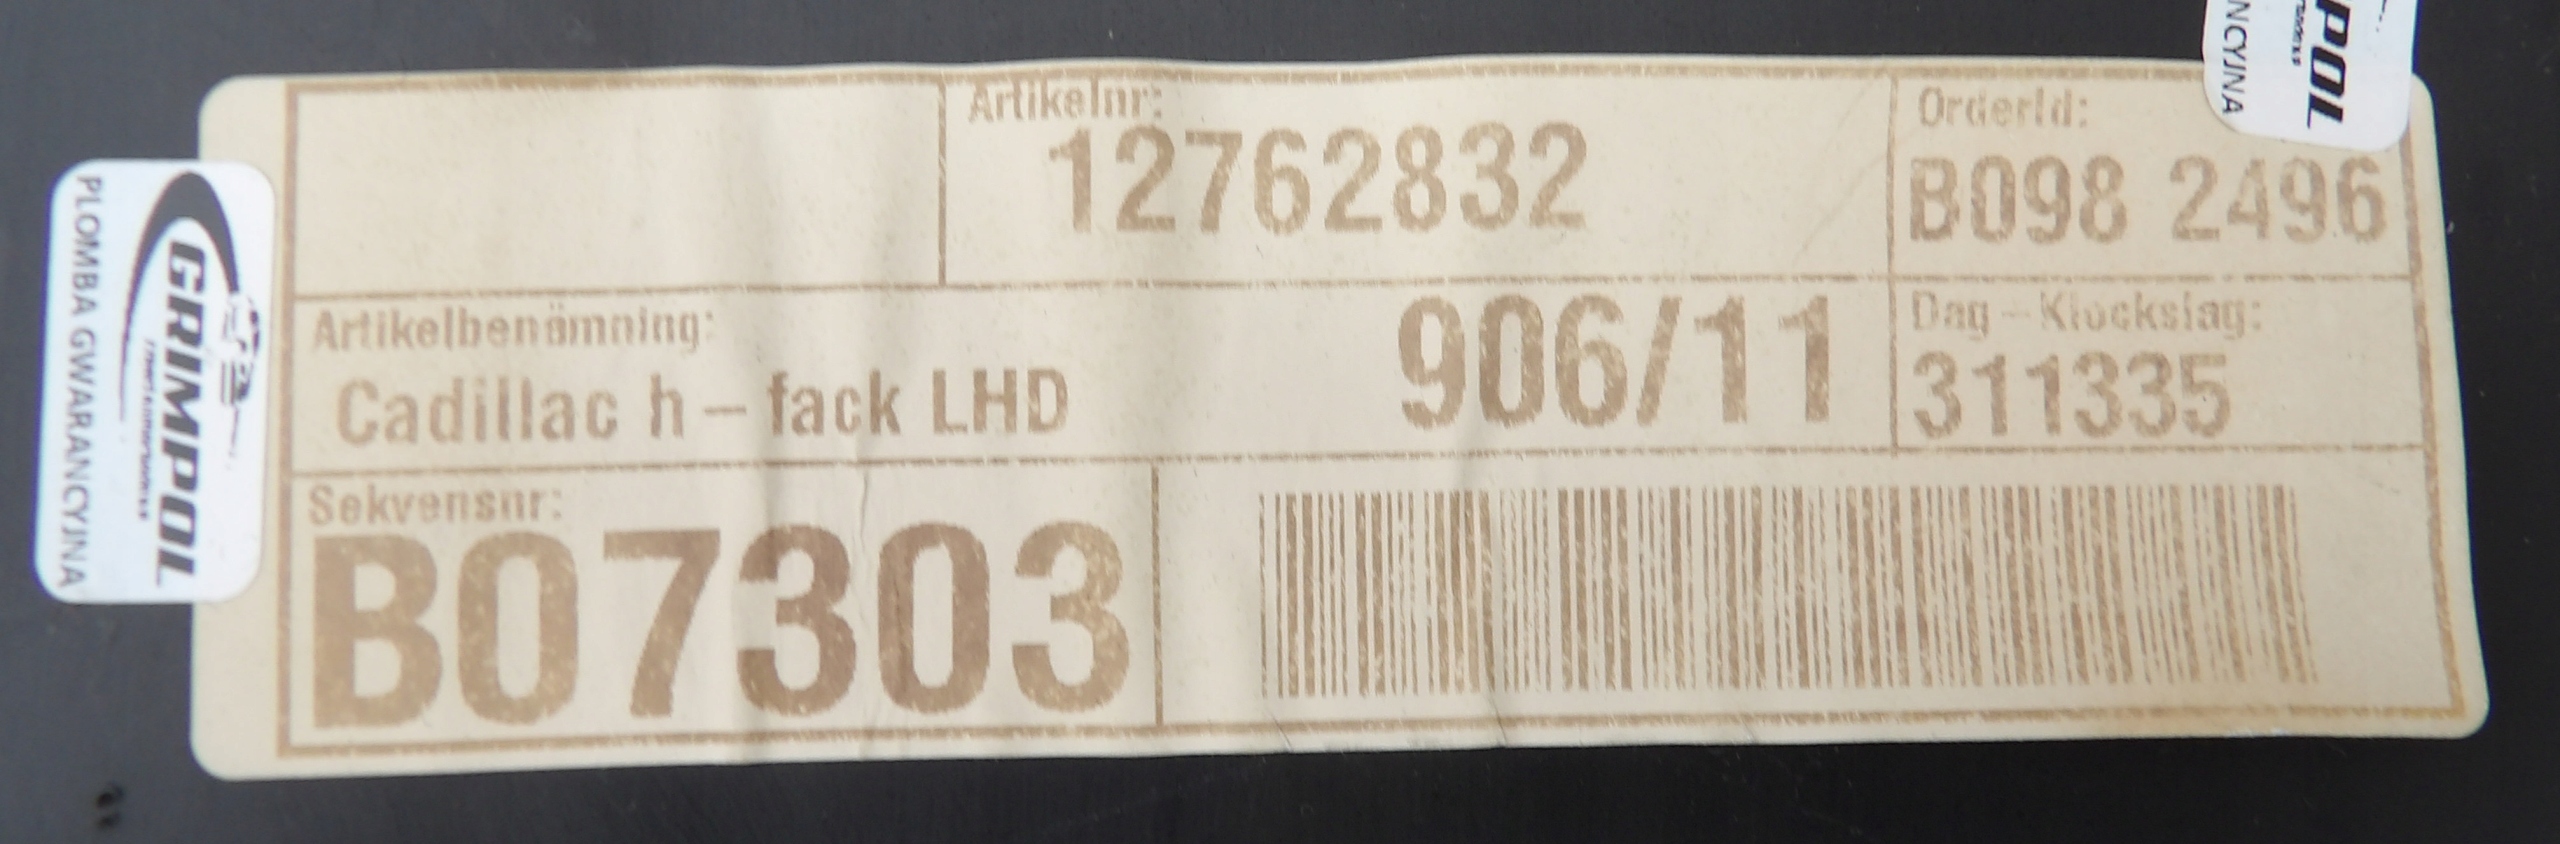 Artikelnr:
12762832
OrderId:
B098 2496
Artikelbenämning:
Cadillac h - fack LHD
906/11
Dag - Klockslag:
311335
Sekvensnr:
B07303
GRIMPOL
PLOMBA GWARANCYJNA
POL
NCYJNA